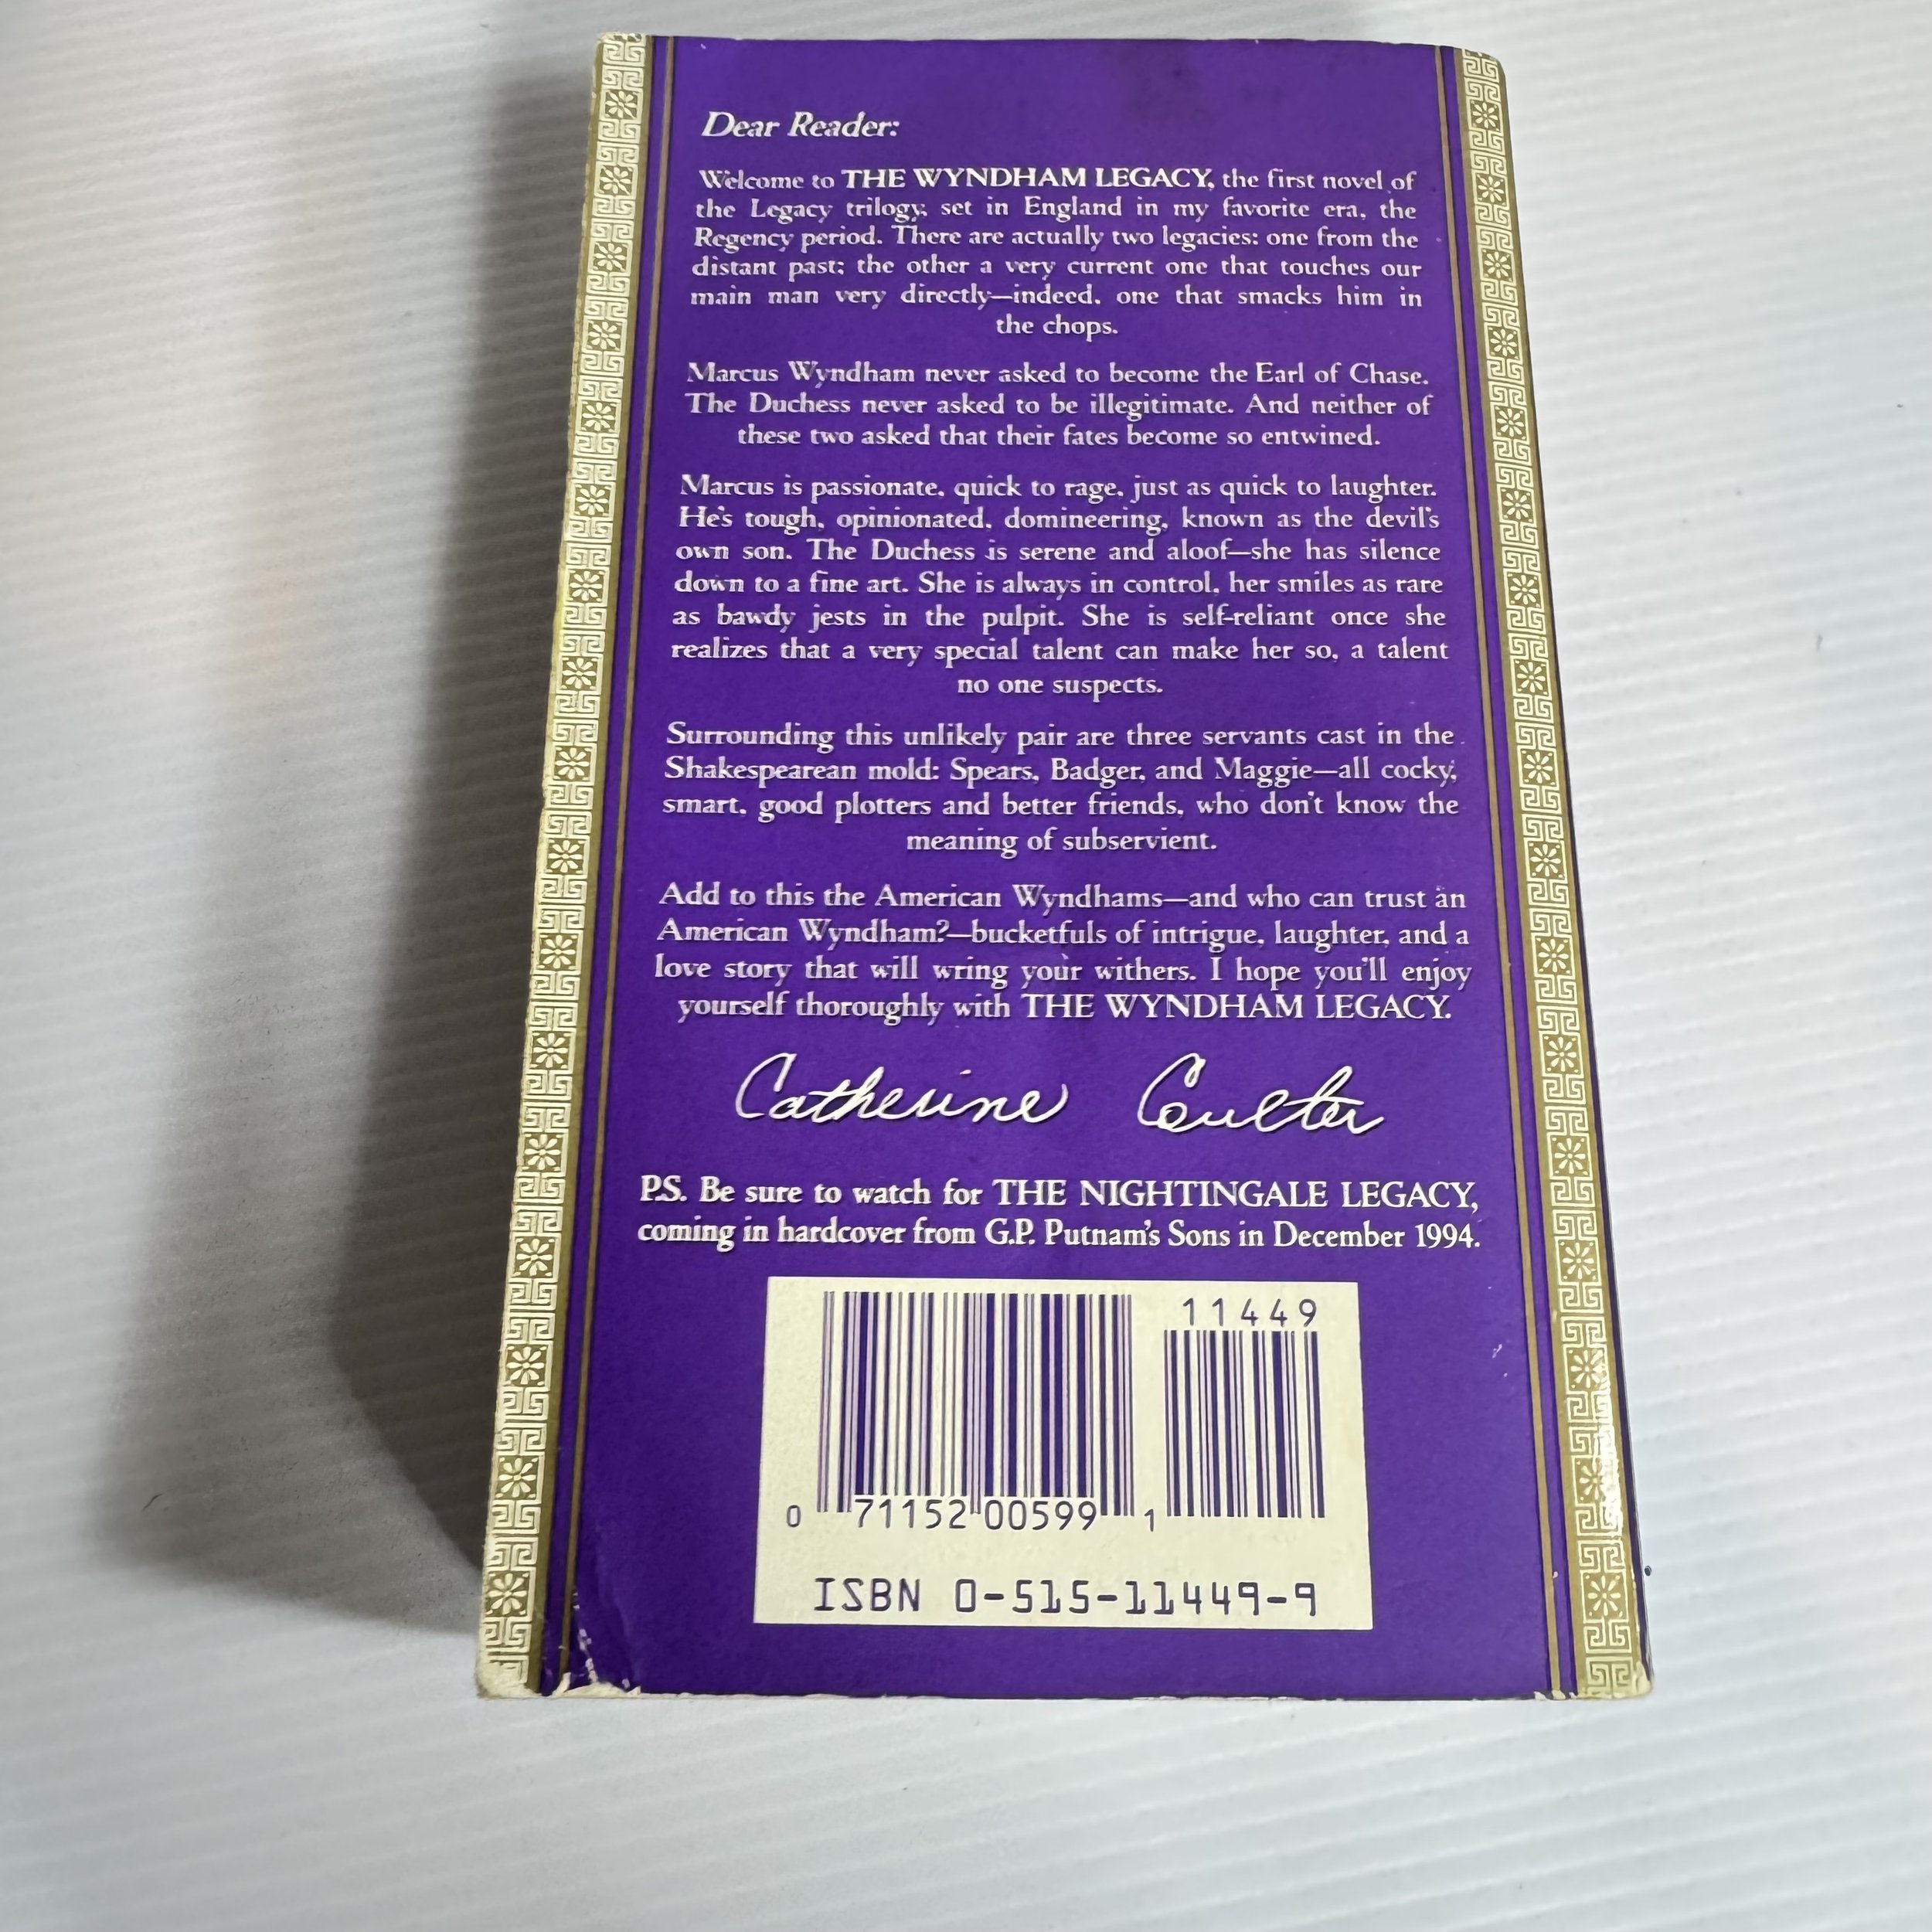 Dear Reader:
Welcome to THE WYNDHAM LEGACY, the first novel of
the Legacy trilogy, set in England in my favorite era, the
Regency period. There are actually two legacies: one from the
distant past; the other a very current one that touches our
main man very directly—indeed, one that smacks him in
the chops.
Marcus Wyndham never asked to become the Earl of Chase.
The Duchess never asked to be illegitimate. And neither of
these two asked that their fates become so entwined.
Marcus is passionate, quick to rage, just as quick to laughter.
He's tough, opinionated, domineering, known as the devil's
own son. The Duchess is serene and aloof—she has silence
down to a fine art. She is always in control, her smiles as rare
as bawdy jests in the pulpit. She is self-reliant once she
realizes that a very special talent can make her so, a talent
no one suspects.
Surrounding this unlikely pair are three servants cast in the
Shakespearean mold: Spears, Badger, and Maggie—all cocky,
smart, good plotters and better friends, who don't know the
meaning of subservient.
Add to this the American Wyndhams—and who can trust an
American Wyndham?—bucketfuls of intrigue, laughter, and a
love story that will wring your withers. I hope you'll enjoy
yourself thoroughly with THE WYNDHAM LEGACY.
Catherine Coulter
P.S. Be sure to watch for THE NIGHTINGALE LEGACY,
coming in hardcover from G.P. Putnam's Sons in December 1994.
11449
0 71152 00599 1
ISBN 0-515-11449-9